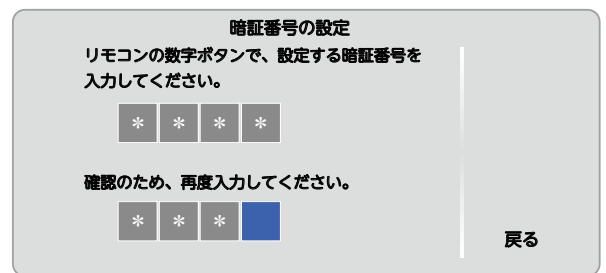 暗証番号の設定
リモコンの数字ボタンで、設定する暗証番号を
入力してください。
* * * *
確認のため、再度入力してください。
* * *
戻る